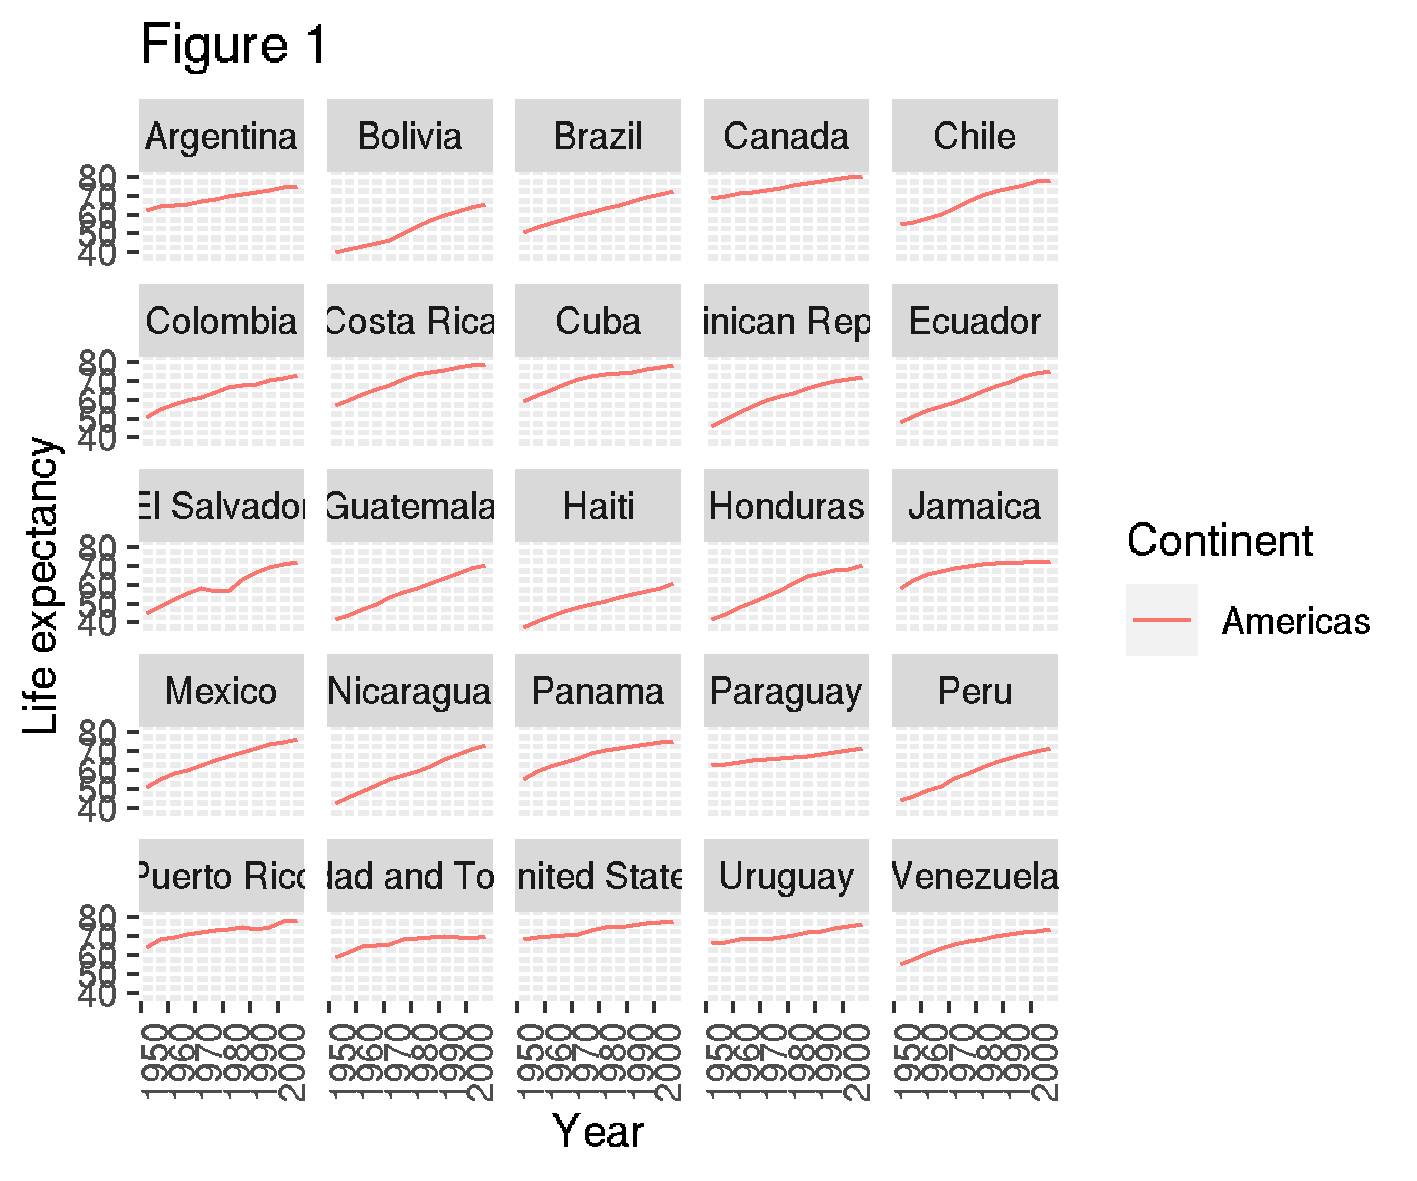 Figure 1
Argentina
Bolivia
Brazil
Canada
Chile
80
70
60
50
40
Colombia
Costa Rica
Cuba
inican Rep
Ecuador
80
70
60
50
40
El Salvador
Guatemala
Haiti
Honduras
Jamaica
80
70
60
50
40
Mexico
Nicaragua
Panama
Paraguay
Peru
80
70
60
50
40
Puerto Rico
dad and To
nited State
Uruguay
Venezuela
80
70
60
50
40
1950
1960
1970
1980
1990
2000
1950
1960
1970
1980
1990
2000
1950
1960
1970
1980
1990
2000
1950
1960
1970
1980
1990
2000
1950
1960
1970
1980
1990
2000
Year
Life expectancy
Continent
Americas